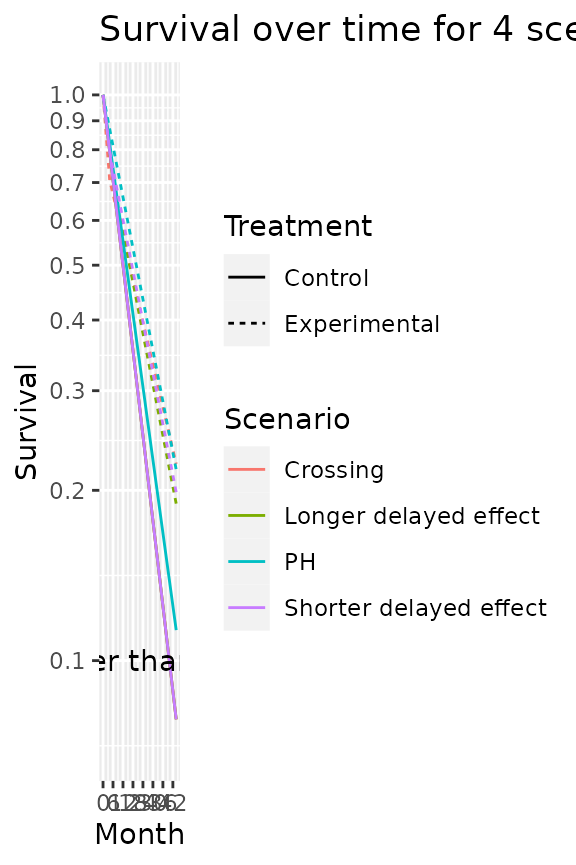 Survival over time for 4 sce
1.0
0.9
0.8
0.7
0.6
0.5
0.4
0.3
0.2
0.1
Survival
er tha
Month
Treatment
Control
Experimental
Scenario
Crossing
Longer delayed effect
PH
Shorter delayed effect